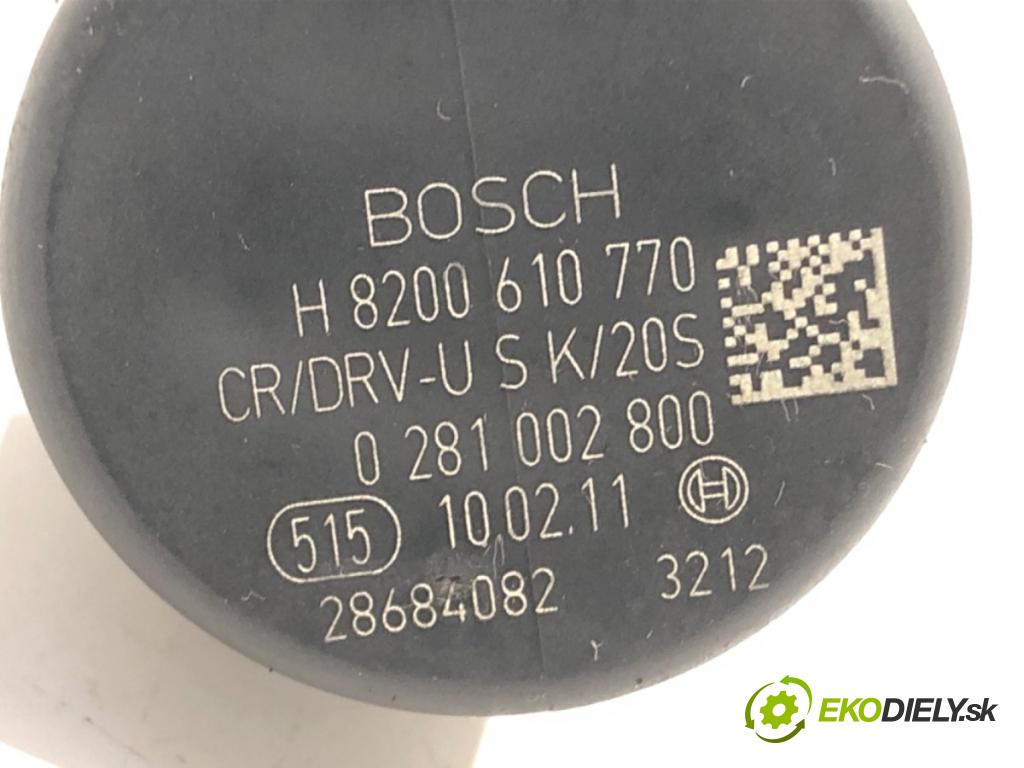 BOSCH
H 8200 610 770
CR/DRV-U S K/20S
0 281 002 800
515 10.02.11
28684082 3212
EKODIELY.sk